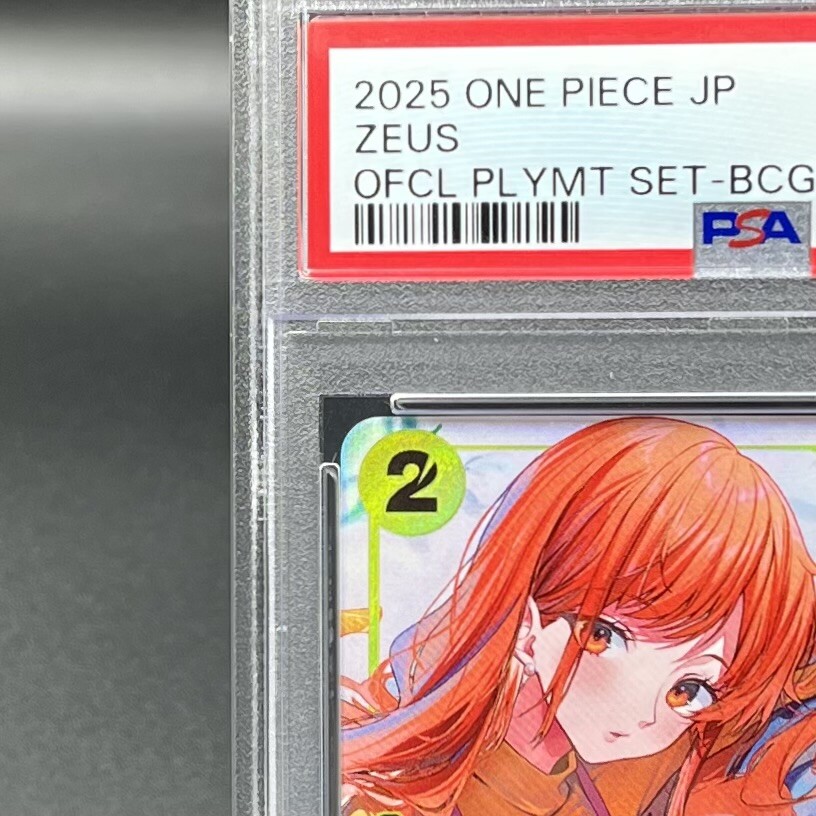 2025 ONE PIECE JP
ZEUS
OFCL PLYMT SET-BCG
PSA
2